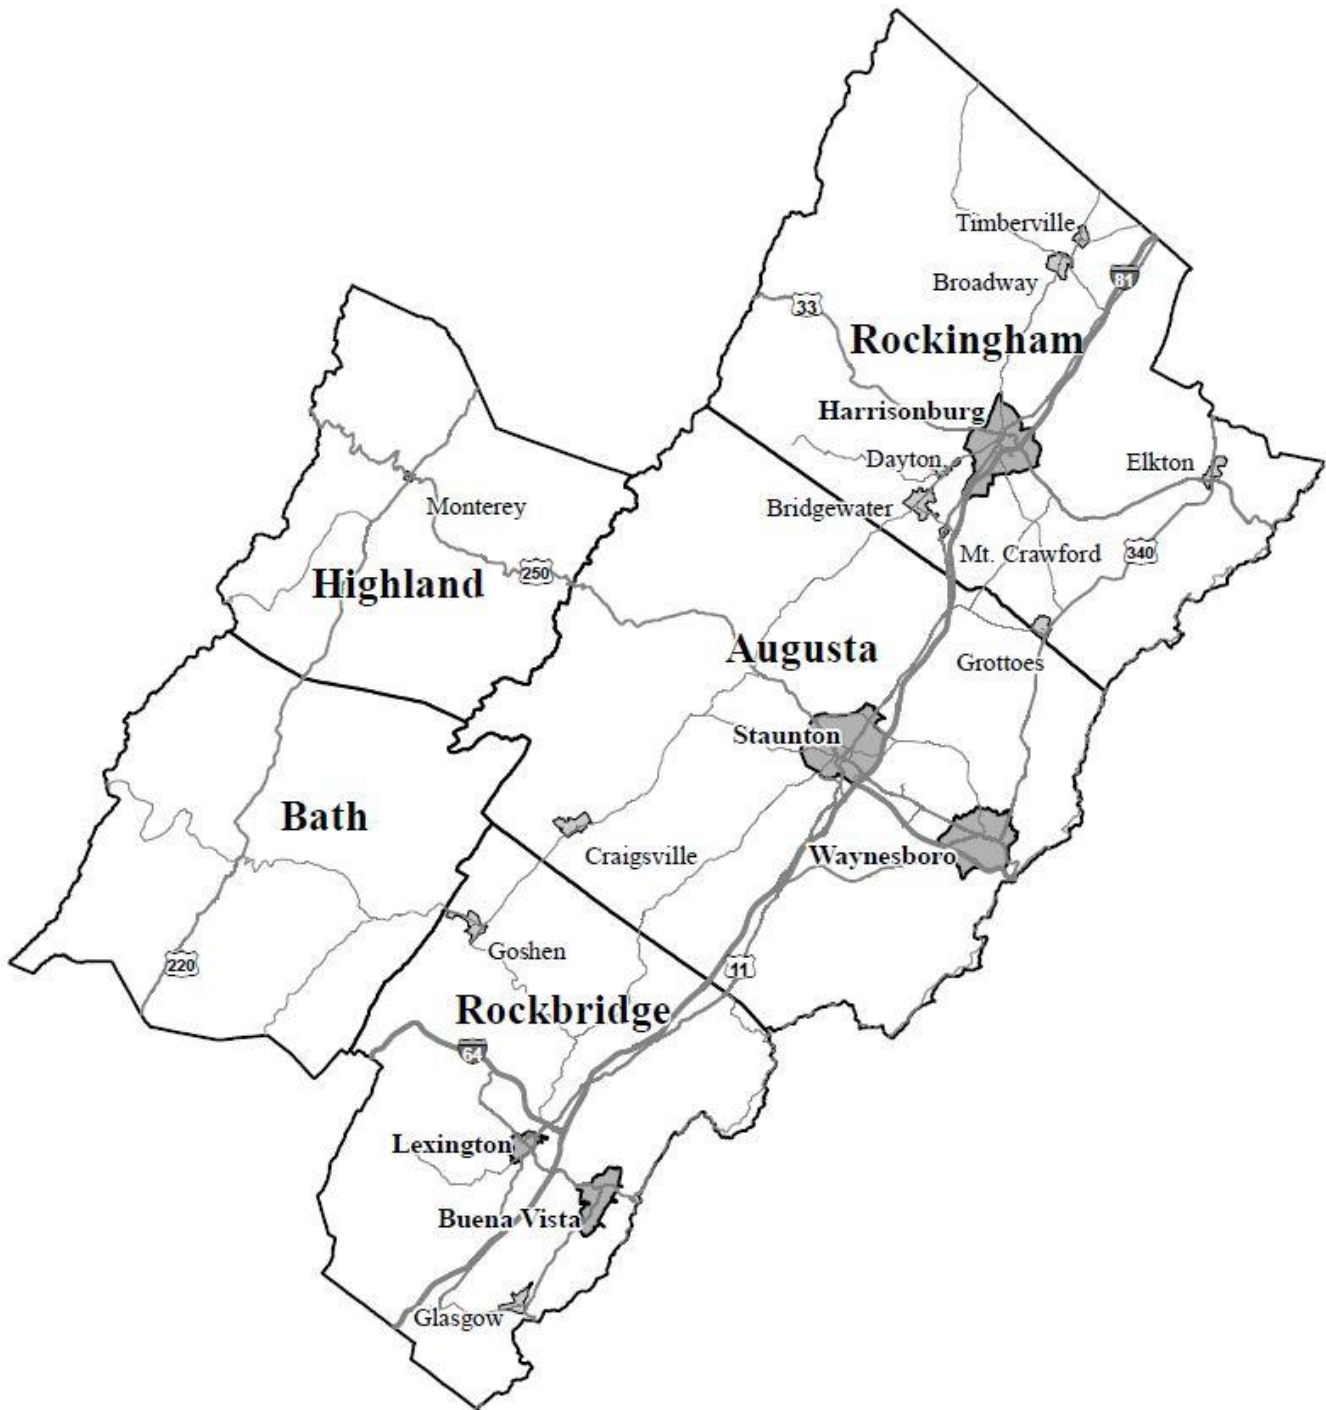 Timberville
Broadway
81
33
Rockingham
Harrisonburg
Dayton
Elkton
Bridgewater
Monterey
Mt. Crawford
340
250
Highland
Augusta
Grottoes
Staunton
Bath
Craigsville
Waynesboro
Goshen
220
11
Rockbridge
64
Lexington
Buena Vista
Glasgow